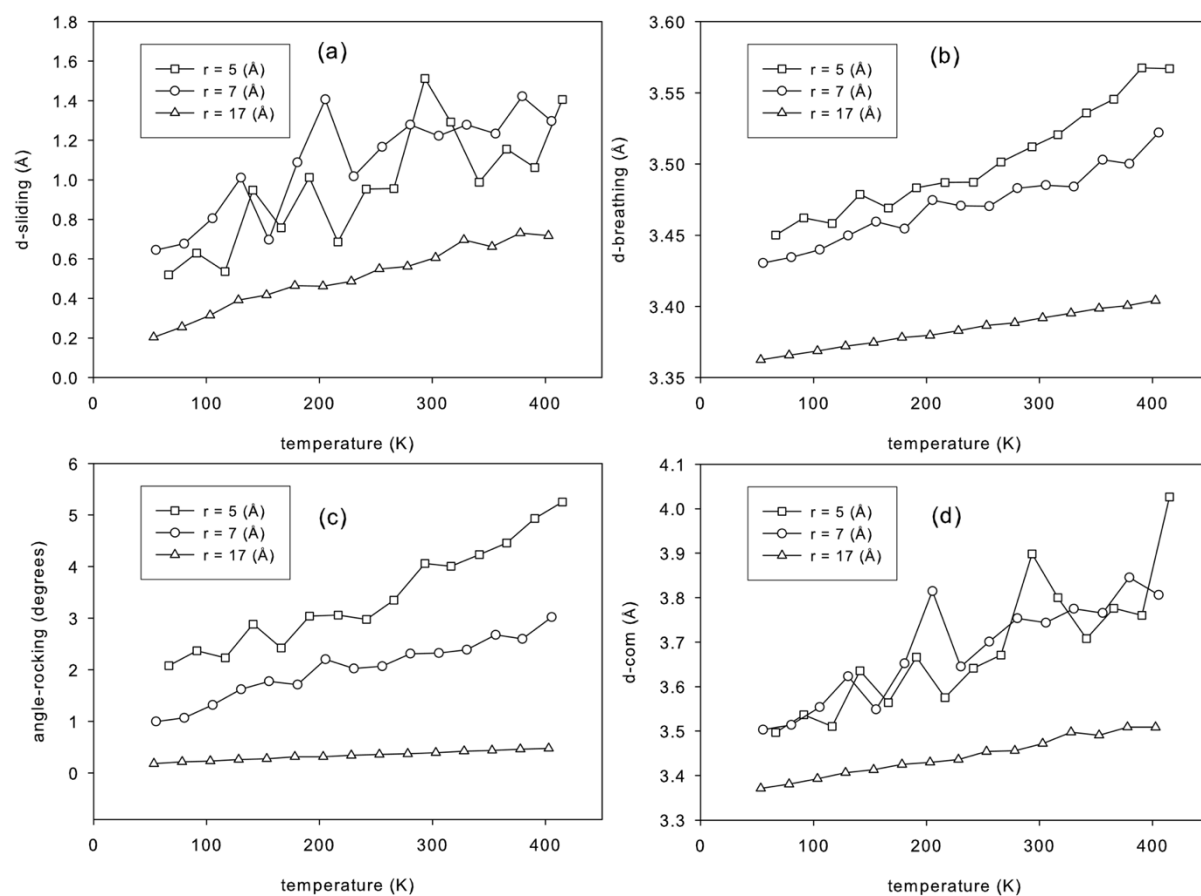 1.8
1.6
1.4
1.2
1.0
0.8
0.6
0.4
0.2
0.0
d-sliding (Å)
(a)
r = 5 (Å)
r = 7 (Å)
r = 17 (Å)
0 100 200 300 400
temperature (K)
3.60
3.55
3.50
3.45
3.40
3.35
d-breathing (Å)
(b)
r = 5 (Å)
r = 7 (Å)
r = 17 (Å)
0 100 200 300 400
temperature (K)
6
5
4
3
2
1
0
angle-rocking (degrees)
(c)
r = 5 (Å)
r = 7 (Å)
r = 17 (Å)
0 100 200 300 400
temperature (K)
4.1
4.0
3.9
3.8
3.7
3.6
3.5
3.4
3.3
d-com (Å)
(d)
r = 5 (Å)
r = 7 (Å)
r = 17 (Å)
0 100 200 300 400
temperature (K)